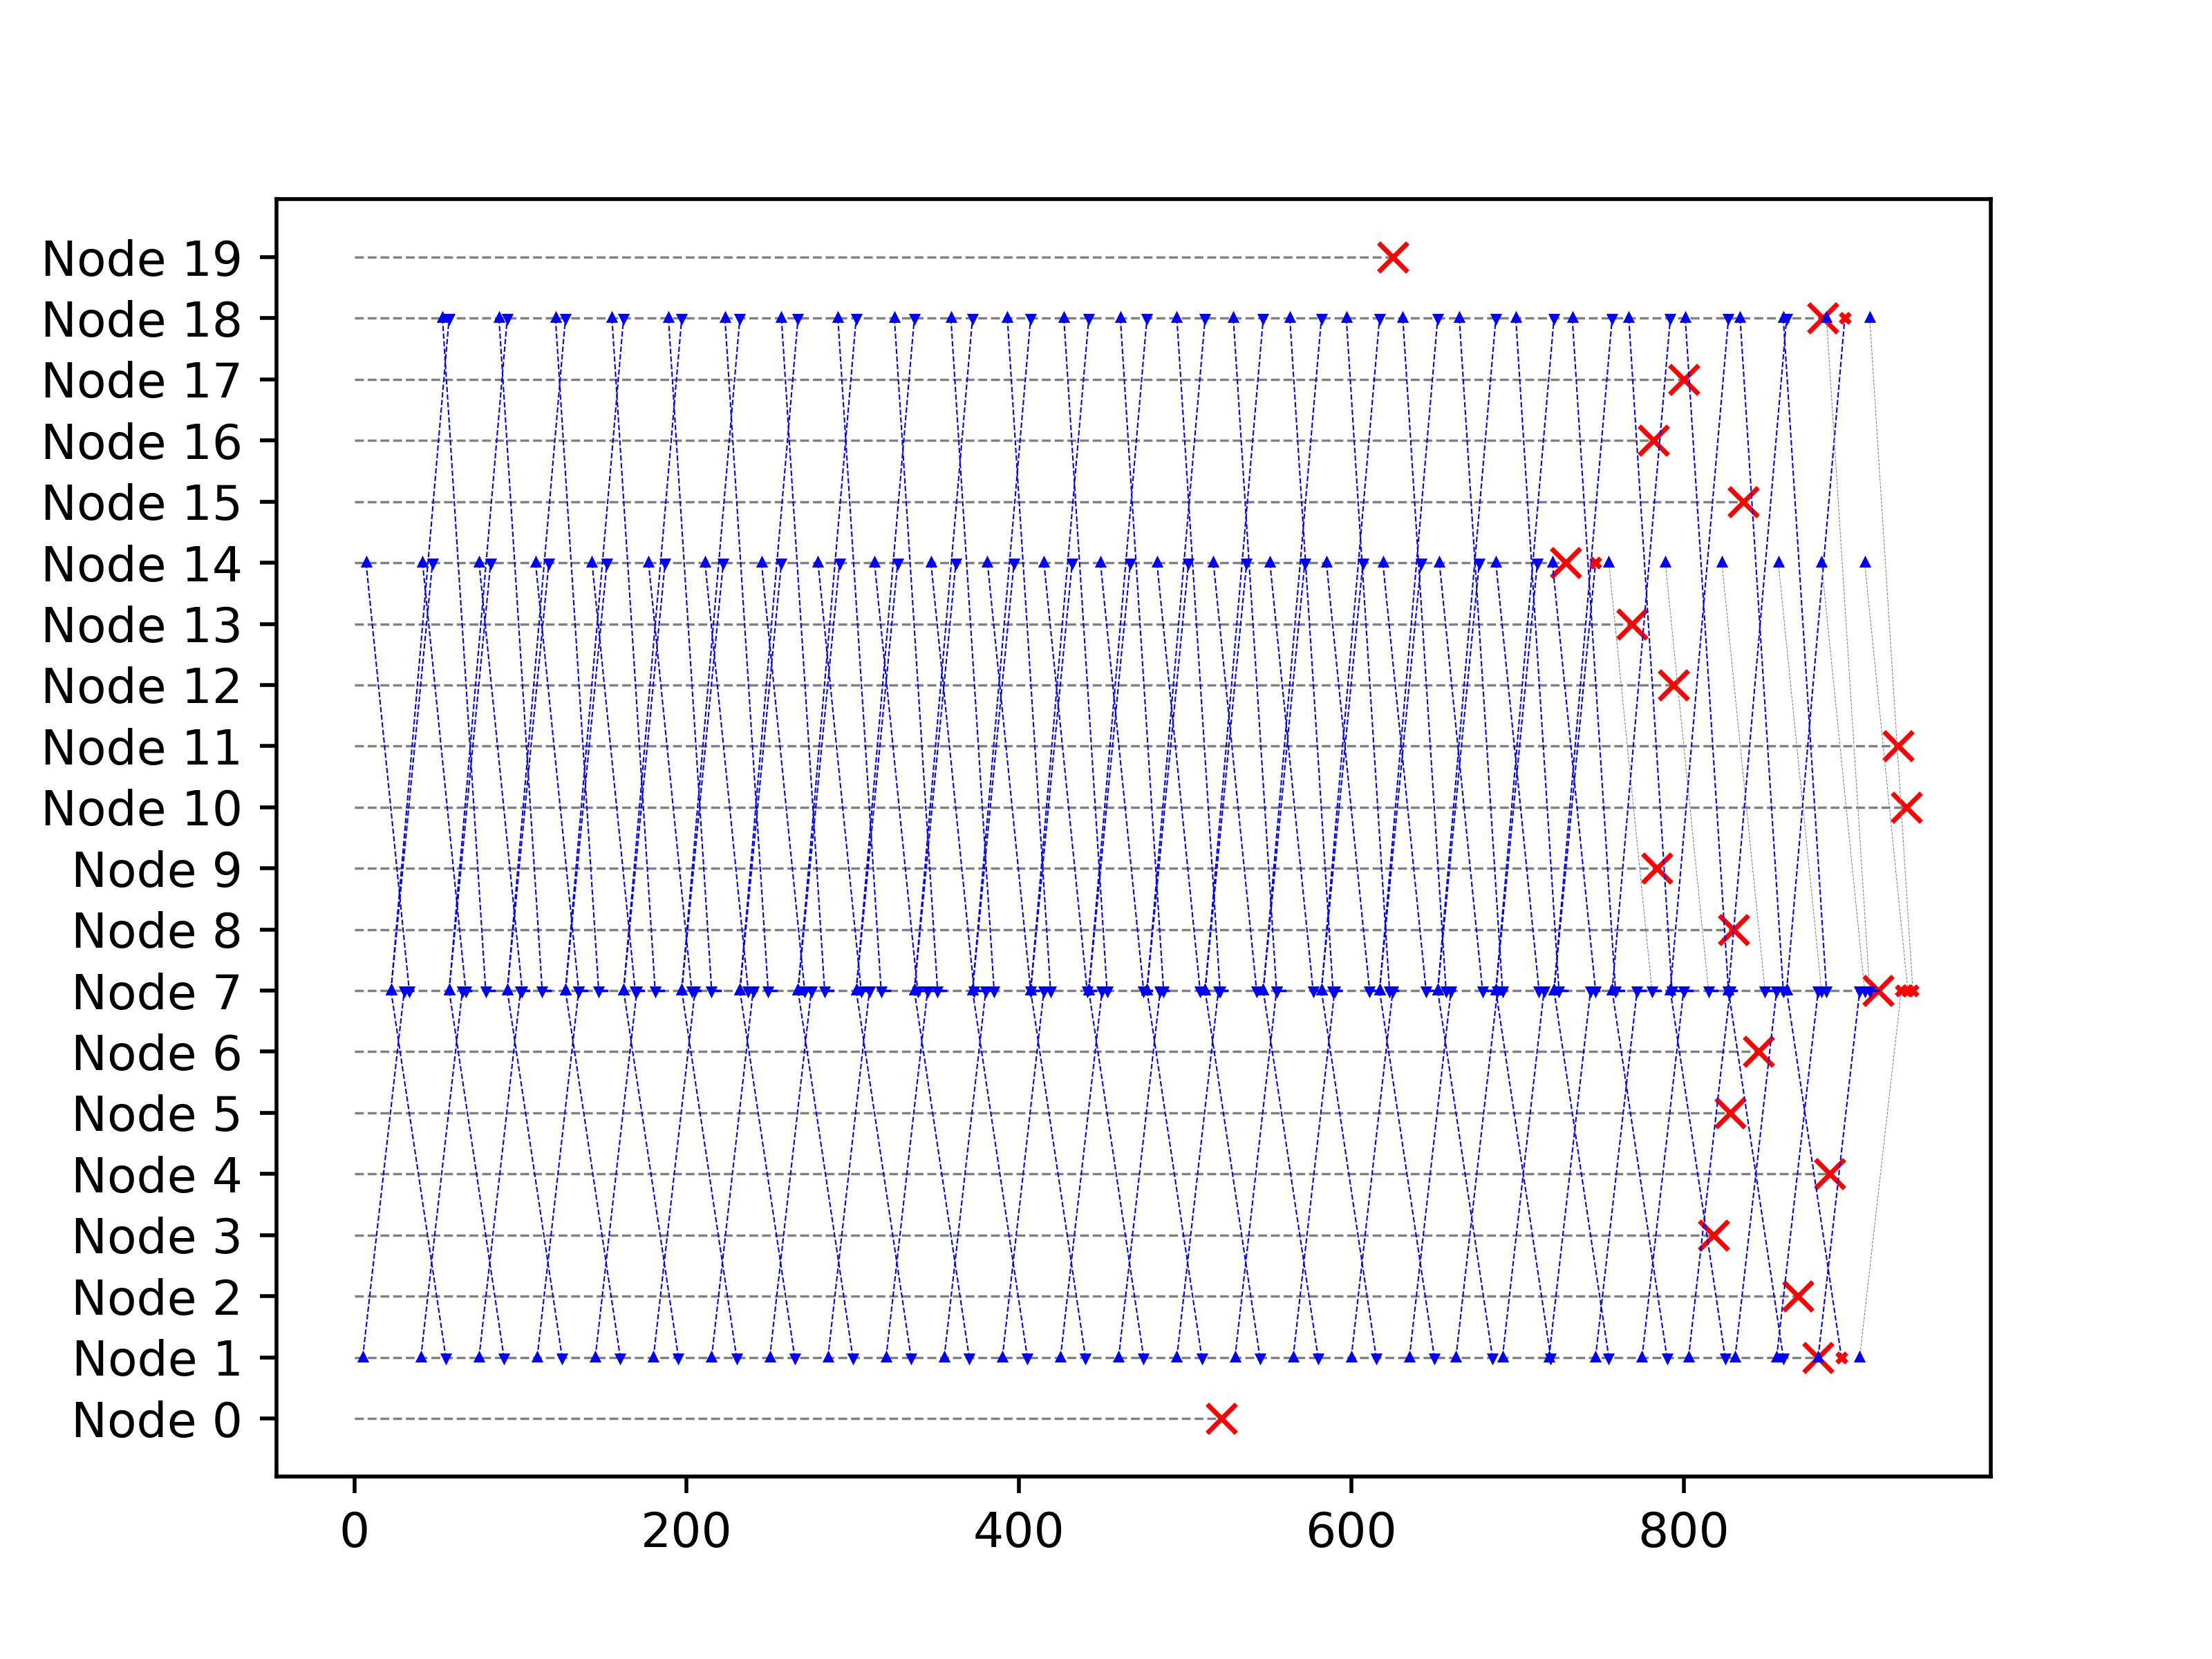 Node 19
Node 18
Node 17
Node 16
Node 15
Node 14
Node 13
Node 12
Node 11
Node 10
Node 9
Node 8
Node 7
Node 6
Node 5
Node 4
Node 3
Node 2
Node 1
Node 0
0 200 400 600 800